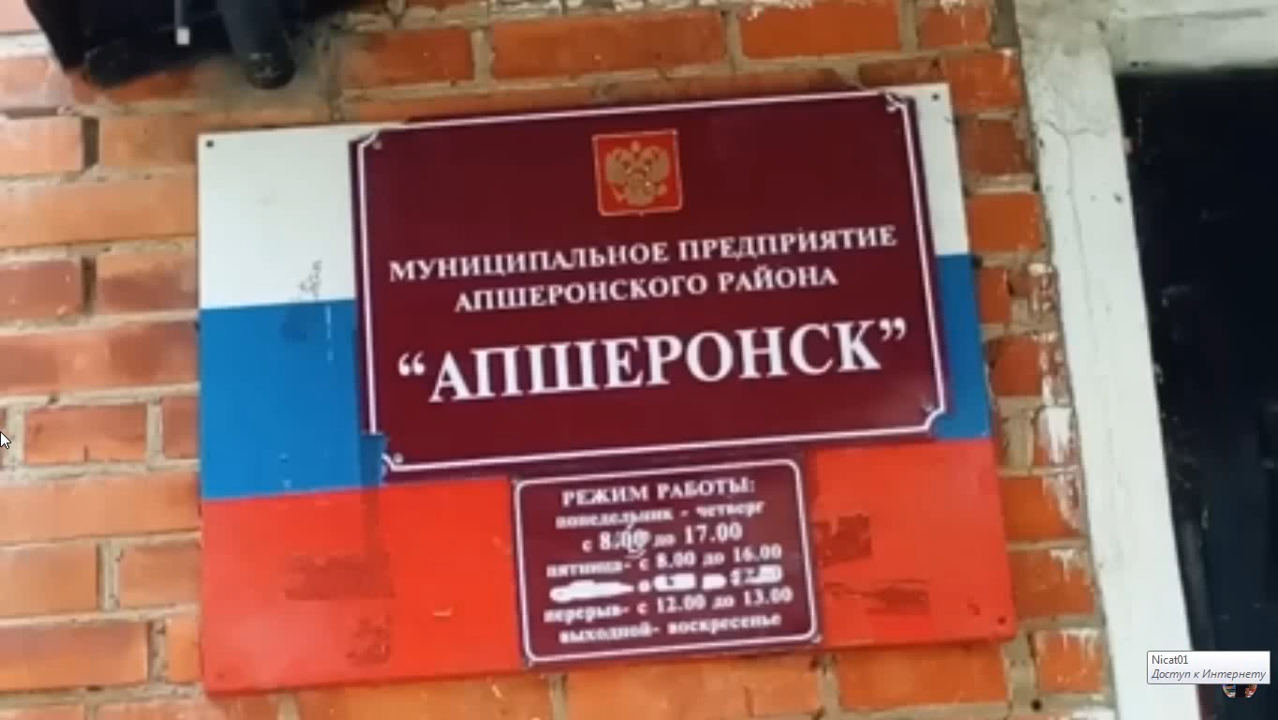 МУНИЦИПАЛЬНОЕ ПРЕДПРИЯТИЕ
АПШЕРОНСКОГО РАЙОНА
“АПШЕРОНСК”
РЕЖИМ РАБОТЫ:
понедельник - четверг
с 8.00 до 17.00
пятница- с 8.00 до 16.00
перерыв- с 12.00 до 13.00
выходной- воскресенье
Nicat01
Доступ к Интернету